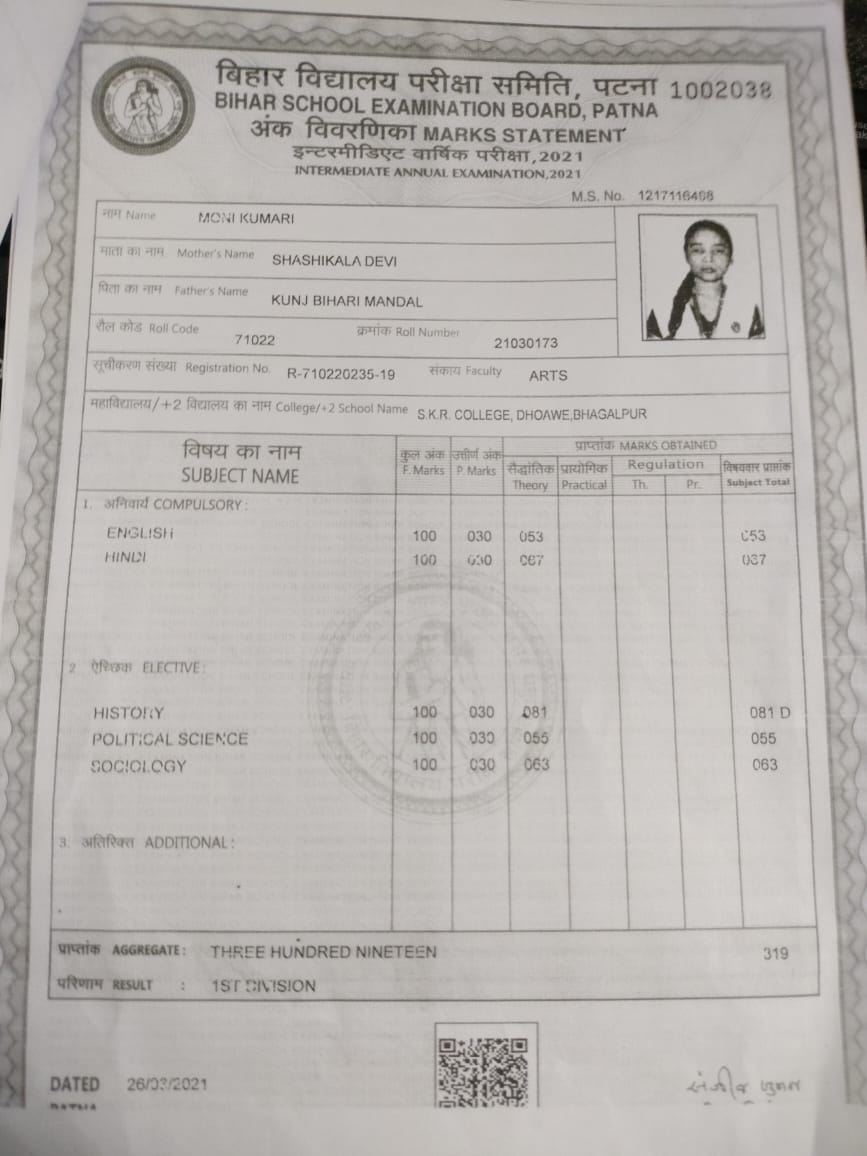 बिहार विद्यालय परीक्षा समिति, पटना 1002038
BIHAR SCHOOL EXAMINATION BOARD, PATNA
अंक विवरणिका MARKS STATEMENT
इन्टरमीडिएट वार्षिक परीक्षा, 2021
INTERMEDIATE ANNUAL EXAMINATION, 2021
M.S. No. 1217116408
नाम Name MONI KUMARI
माता का नाम Mother's Name SHASHIKALA DEVI
पिता का नाम Father's Name KUNJ BIHARI MANDAL
रौल कोड Roll Code 71022 क्रमांक Roll Number 21030173
सूचीकरण संख्या Registration No. R-710220235-19 संकाय Faculty ARTS
महाविद्यालय/+2 विद्यालय का नाम College/+2 School Name S.K.R. COLLEGE, DHOAWE,BHAGALPUR
विषय का नाम कुल अंक उत्तीर्ण अंक प्राप्तांक MARKS OBTAINED
SUBJECT NAME F. Marks P. Marks सैद्धांतिक प्रायोगिक Regulation विषयवार प्राप्तांक
Theory Practical Th. Pr. Subject Total
1. अनिवार्य COMPULSORY:
ENGLISH 100 030 053 053
HINDI 100 030 067 067
2 ऐच्छिक ELECTIVE:
HISTORY 100 030 081 081 D
POLITICAL SCIENCE 100 030 055 055
SOCIOLOGY 100 030 063 063
3. अतिरिक्त ADDITIONAL:
प्राप्तांक AGGREGATE: THREE HUNDRED NINETEEN 319
परिणाम RESULT : 1ST DIVISION
DATED 26/03/2021